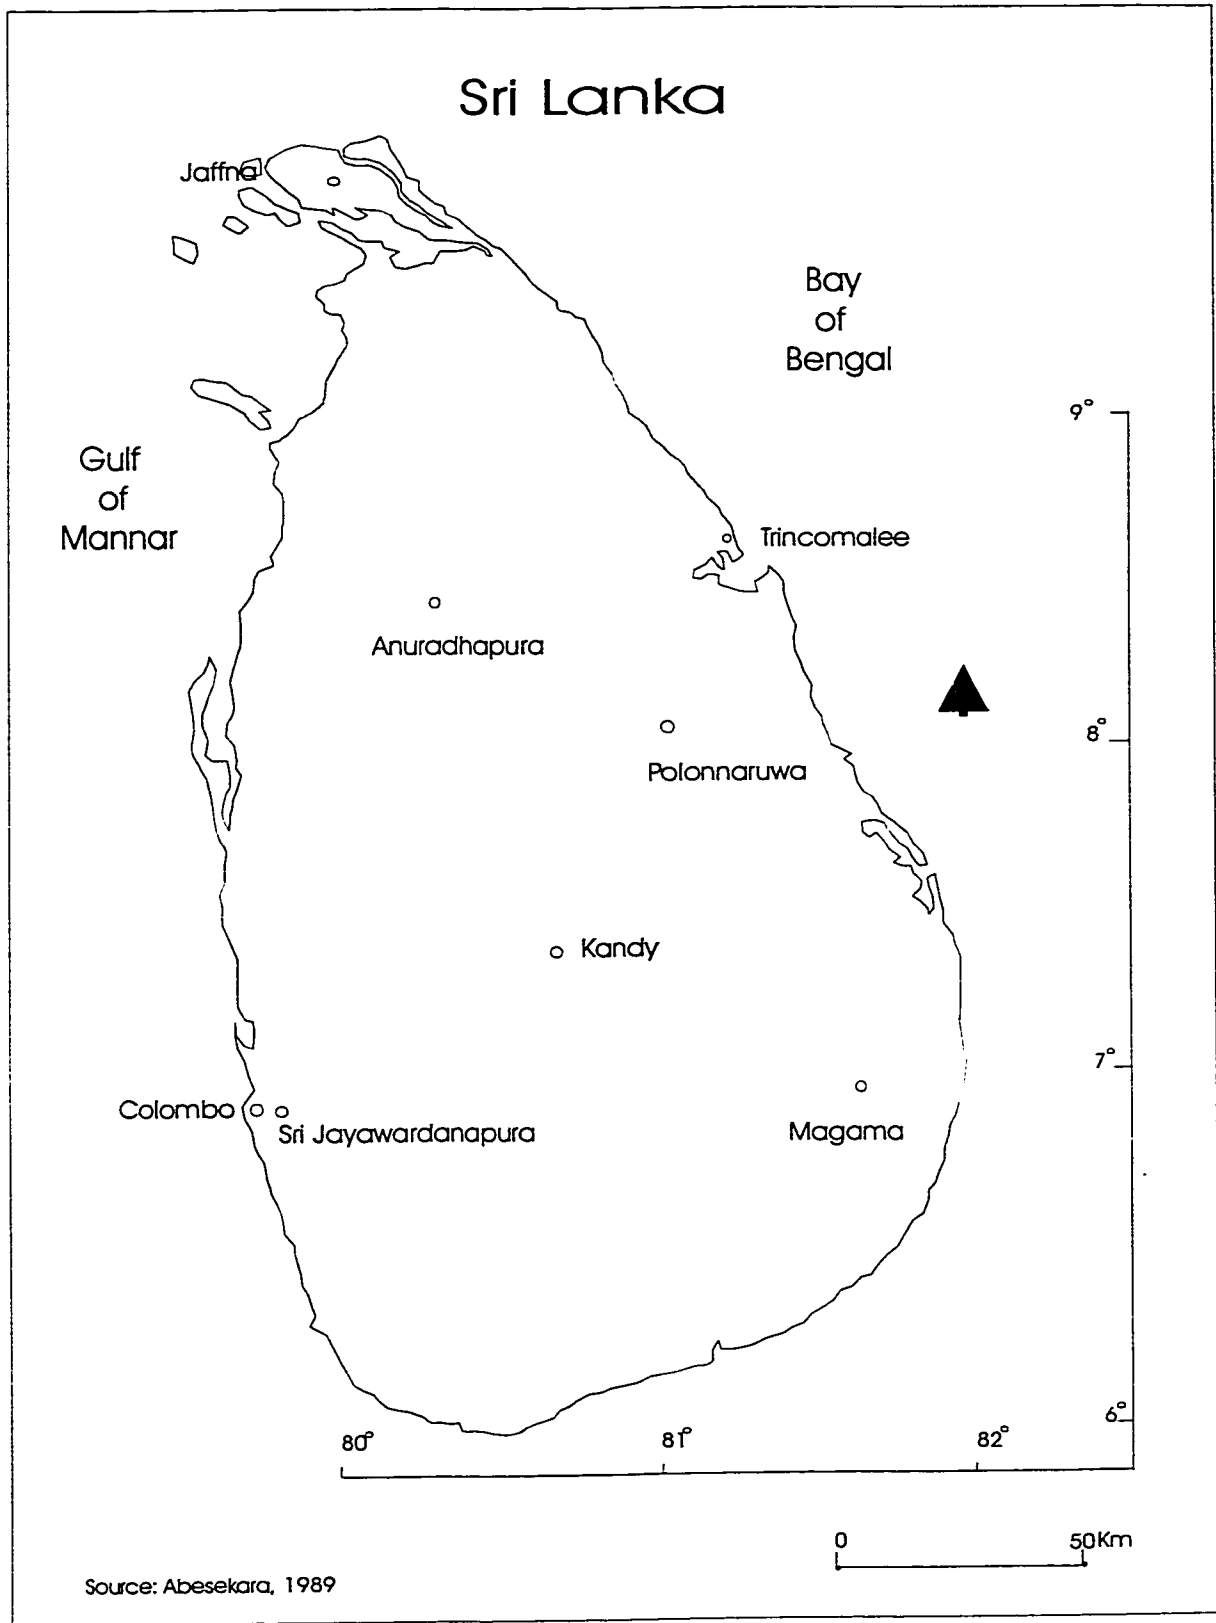 Sri Lanka
Jaffna
Bay
of
Bengal
9°
Gulf
of
Mannar
Trincomalee
Anuradhapura
8°
Polonnaruwa
Kandy
7°
Colombo
Sri Jayawardanapura
Magama
6°
80°
81°
82°
0
50Km
Source: Abesekara, 1989